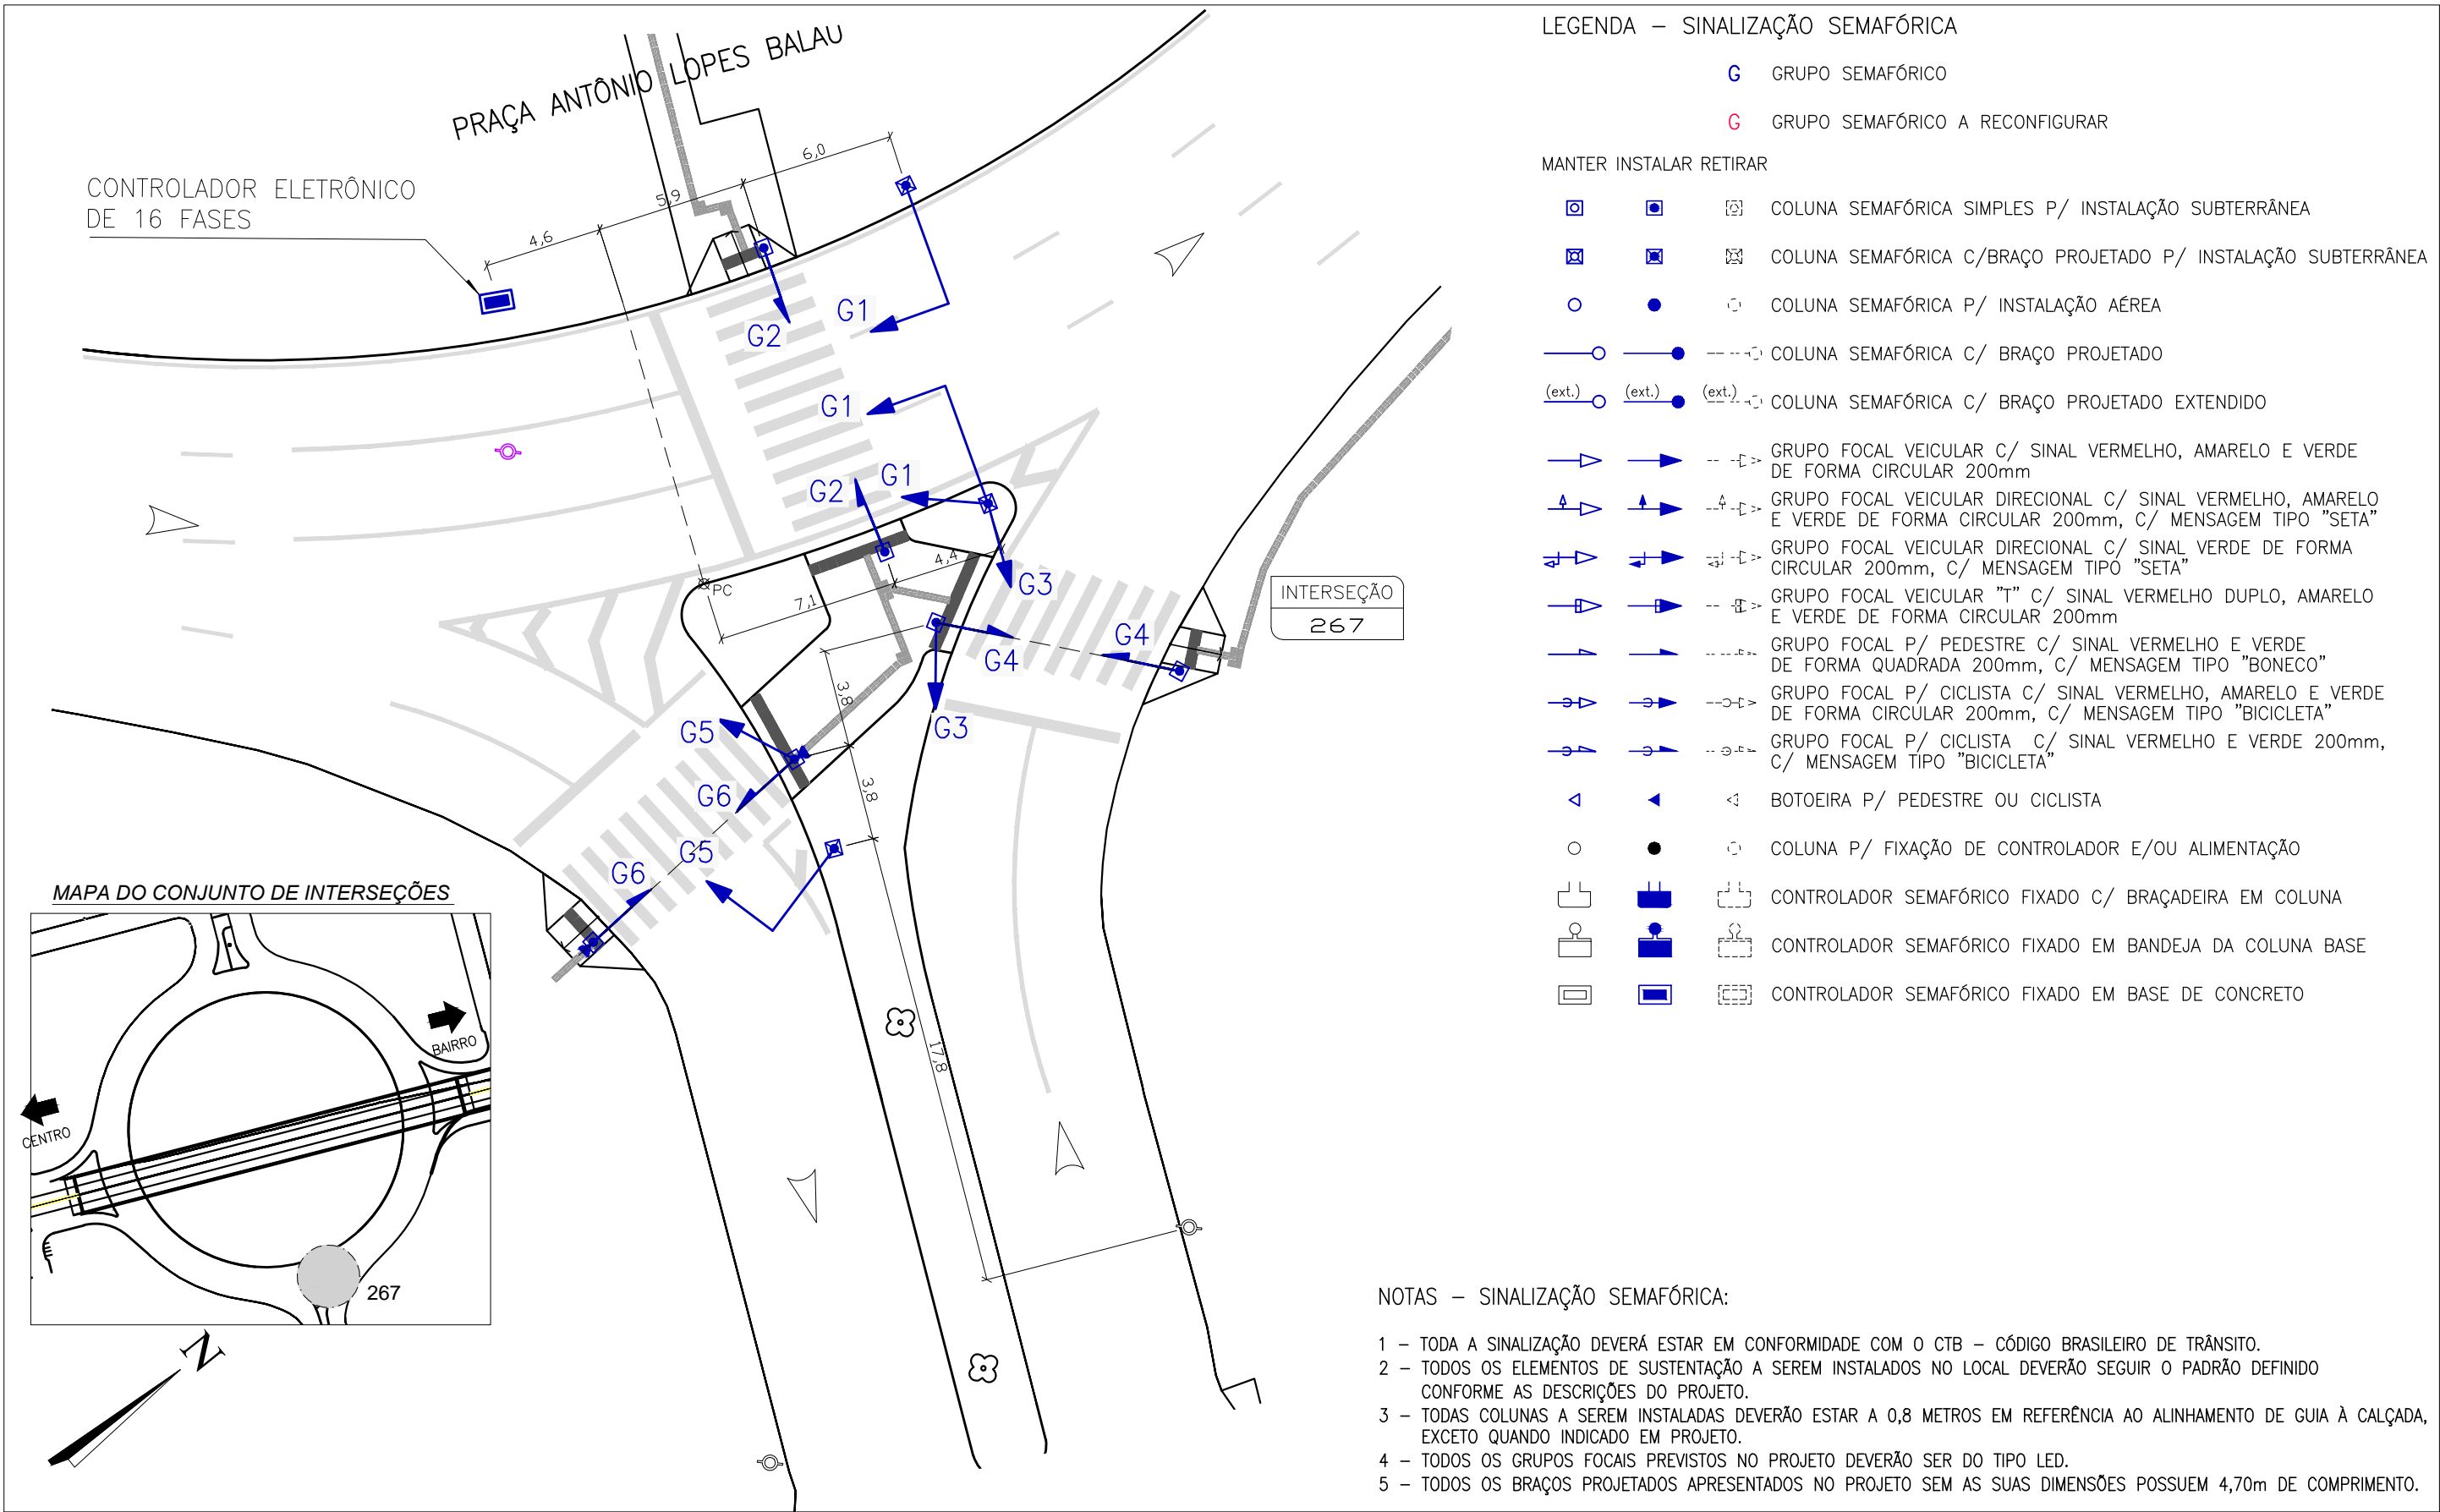 PRAÇA ANTÔNIO LOPES BALAU
CONTROLADOR ELETRÔNICO
DE 16 FASES
4,6
5,9
6,0
G2
G1
G1
G1
G2
G3
4,4
7,1
PC
G4
G4
G3
3,8
3,8
G5
G6
G5
G6
17,8
INTERSEÇÃO
267
MAPA DO CONJUNTO DE INTERSEÇÕES
BAIRRO
CENTRO
267
N
LEGENDA – SINALIZAÇÃO SEMAFÓRICA
G GRUPO SEMAFÓRICO
G GRUPO SEMAFÓRICO A RECONFIGURAR
MANTER INSTALAR RETIRAR
COLUNA SEMAFÓRICA SIMPLES P/ INSTALAÇÃO SUBTERRÂNEA
COLUNA SEMAFÓRICA C/BRAÇO PROJETADO P/ INSTALAÇÃO SUBTERRÂNEA
COLUNA SEMAFÓRICA P/ INSTALAÇÃO AÉREA
COLUNA SEMAFÓRICA C/ BRAÇO PROJETADO
(ext.) (ext.) (ext.) COLUNA SEMAFÓRICA C/ BRAÇO PROJETADO EXTENDIDO
GRUPO FOCAL VEICULAR C/ SINAL VERMELHO, AMARELO E VERDE
DE FORMA CIRCULAR 200mm
GRUPO FOCAL VEICULAR DIRECIONAL C/ SINAL VERMELHO, AMARELO
E VERDE DE FORMA CIRCULAR 200mm, C/ MENSAGEM TIPO "SETA"
GRUPO FOCAL VEICULAR DIRECIONAL C/ SINAL VERDE DE FORMA
CIRCULAR 200mm, C/ MENSAGEM TIPO "SETA"
GRUPO FOCAL VEICULAR "T" C/ SINAL VERMELHO DUPLO, AMARELO
E VERDE DE FORMA CIRCULAR 200mm
GRUPO FOCAL P/ PEDESTRE C/ SINAL VERMELHO E VERDE
DE FORMA QUADRADA 200mm, C/ MENSAGEM TIPO "BONECO"
GRUPO FOCAL P/ CICLISTA C/ SINAL VERMELHO, AMARELO E VERDE
DE FORMA CIRCULAR 200mm, C/ MENSAGEM TIPO "BICICLETA"
GRUPO FOCAL P/ CICLISTA C/ SINAL VERMELHO E VERDE 200mm,
C/ MENSAGEM TIPO "BICICLETA"
BOTOEIRA P/ PEDESTRE OU CICLISTA
COLUNA P/ FIXAÇÃO DE CONTROLADOR E/OU ALIMENTAÇÃO
CONTROLADOR SEMAFÓRICO FIXADO C/ BRAÇADEIRA EM COLUNA
CONTROLADOR SEMAFÓRICO FIXADO EM BANDEJA DA COLUNA BASE
CONTROLADOR SEMAFÓRICO FIXADO EM BASE DE CONCRETO
NOTAS – SINALIZAÇÃO SEMAFÓRICA:
1 – TODA A SINALIZAÇÃO DEVERÁ ESTAR EM CONFORMIDADE COM O CTB – CÓDIGO BRASILEIRO DE TRÂNSITO.
2 – TODOS OS ELEMENTOS DE SUSTENTAÇÃO A SEREM INSTALADOS NO LOCAL DEVERÃO SEGUIR O PADRÃO DEFINIDO
CONFORME AS DESCRIÇÕES DO PROJETO.
3 – TODAS COLUNAS A SEREM INSTALADAS DEVERÃO ESTAR A 0,8 METROS EM REFERÊNCIA AO ALINHAMENTO DE GUIA À CALÇADA,
EXCETO QUANDO INDICADO EM PROJETO.
4 – TODOS OS GRUPOS FOCAIS PREVISTOS NO PROJETO DEVERÃO SER DO TIPO LED.
5 – TODOS OS BRAÇOS PROJETADOS APRESENTADOS NO PROJETO SEM AS SUAS DIMENSÕES POSSUEM 4,70m DE COMPRIMENTO.